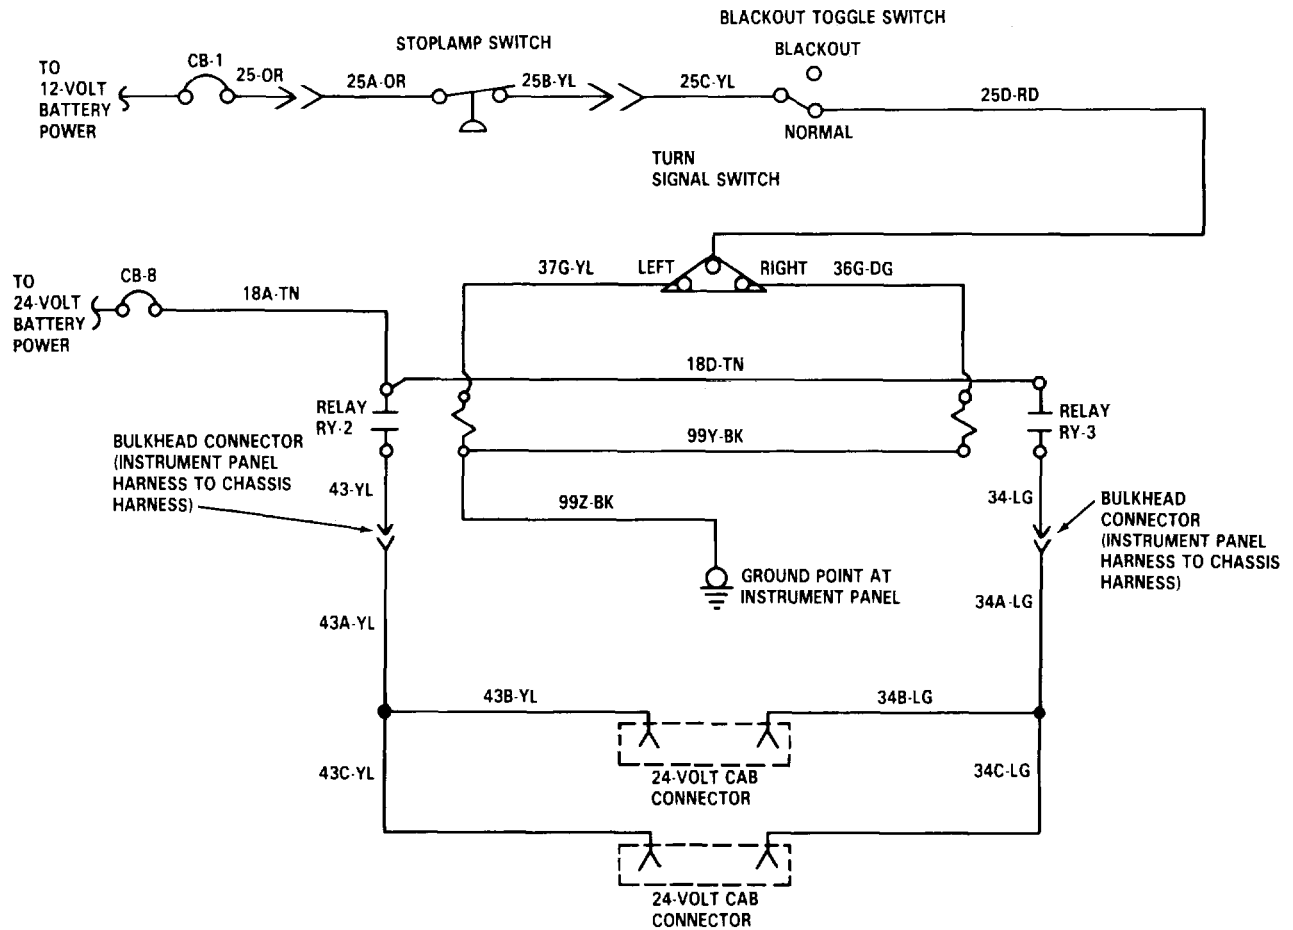 BLACKOUT TOGGLE SWITCH
STOPLAMP SWITCH
BLACKOUT
TO
12-VOLT
BATTERY
POWER
CB-1
25-OR
25A-OR
25B-YL
25C-YL
25D-RD
NORMAL
TURN
SIGNAL SWITCH
37G-YL
LEFT
RIGHT
36G-DG
TO
24-VOLT
BATTERY
POWER
CB-8
18A-TN
18D-TN
RELAY
RY-2
RELAY
RY-3
99Y-BK
BULKHEAD CONNECTOR
(INSTRUMENT PANEL
HARNESS TO CHASSIS
HARNESS)
43-YL
99Z-BK
34-LG
BULKHEAD
CONNECTOR
(INSTRUMENT PANEL
HARNESS TO CHASSIS
HARNESS)
GROUND POINT AT
INSTRUMENT PANEL
43A-YL
34A-LG
43B-YL
34B-LG
43C-YL
24-VOLT CAB
CONNECTOR
34C-LG
24-VOLT CAB
CONNECTOR